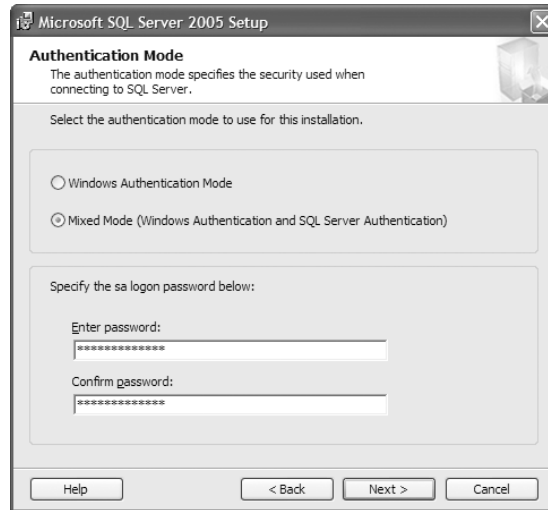 Microsoft SQL Server 2005 Setup
Authentication Mode
The authentication mode specifies the security used when
connecting to SQL Server.
Select the authentication mode to use for this installation.
Windows Authentication Mode
Mixed Mode (Windows Authentication and SQL Server Authentication)
Specify the sa logon password below:
Enter password:
*************
Confirm password:
*************
Help
< Back
Next >
Cancel